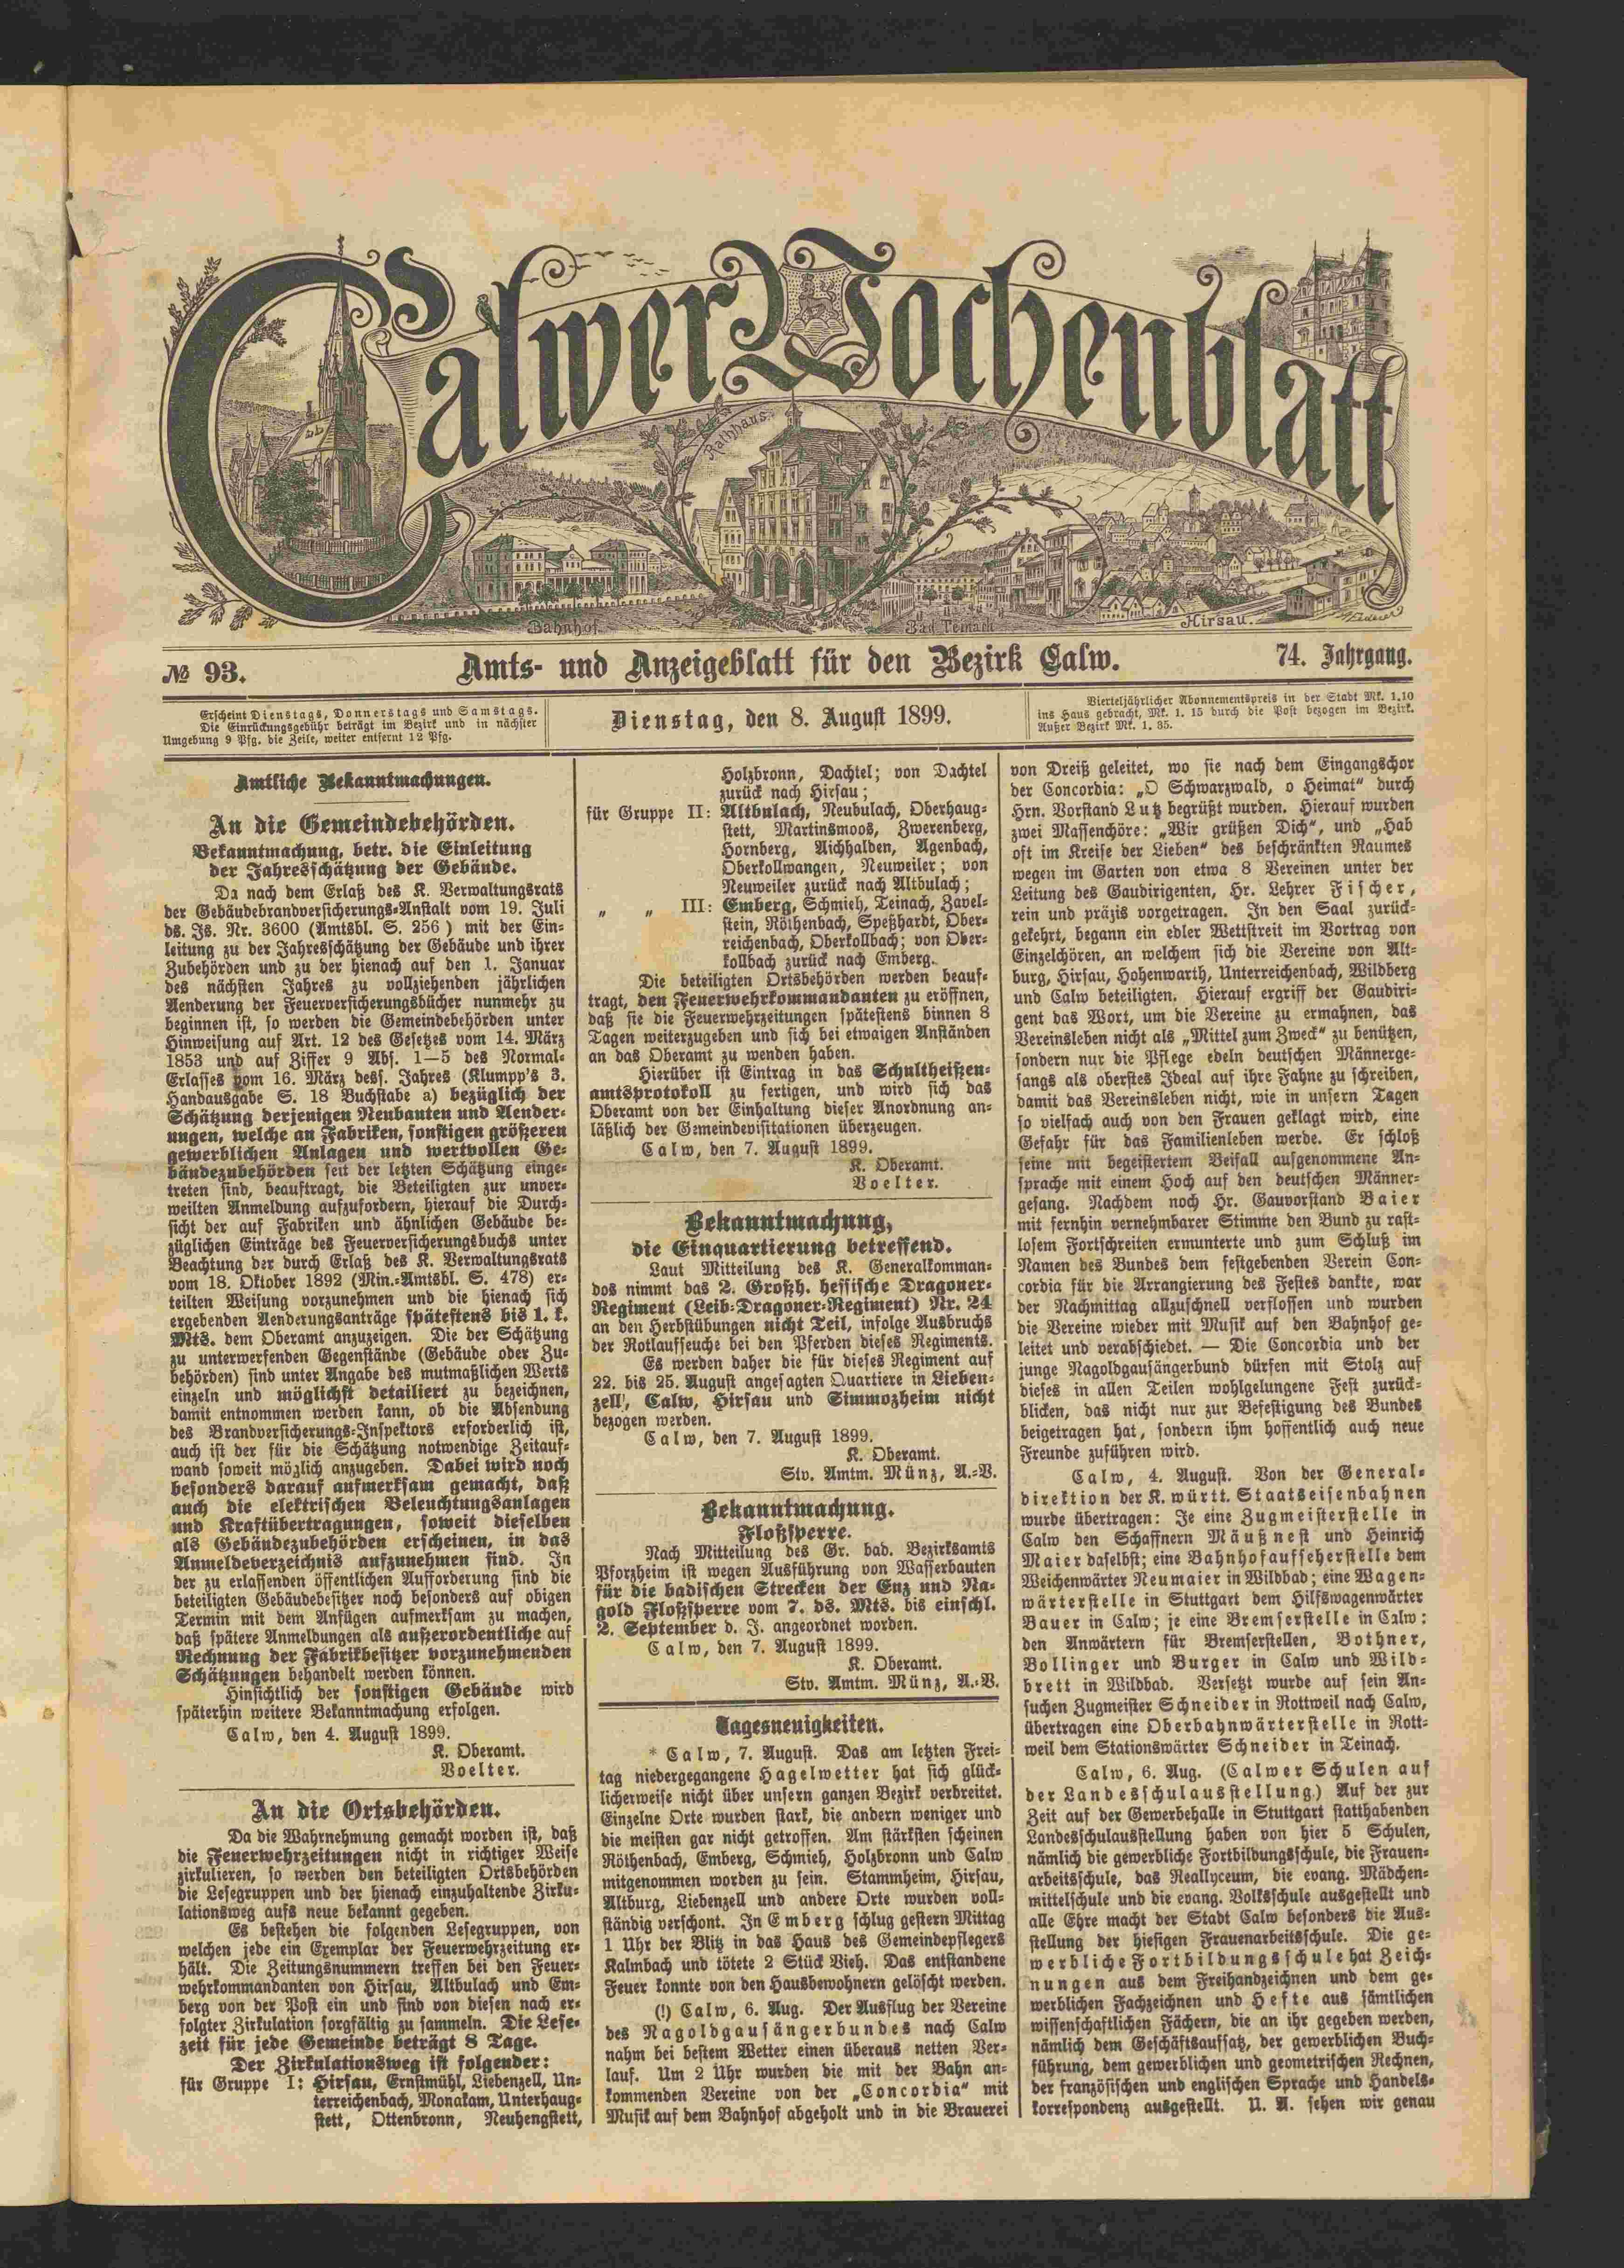 Calwer Wochenblatt
Rathhaus.
Bahnhof.
Bad Teinach
Hirsau.
№ 93.
Amts- und Anzeigeblatt für den Bezirk Calw.
74. Jahrgang.
Erscheint Dienstags, Donnerstags und Samstags.
Die Einrückungsgebühr beträgt im Bezirk und in nächster
Umgebung 9 Pfg. die Zeile, weiter entfernt 12 Pfg.
Dienstag, den 8. August 1899.
Vierteljährlicher Abonnementspreis in der Stadt Mk. 1.10
ins Haus gebracht, Mk. 1. 15 durch die Post bezogen im Bezirk.
Außer Bezirk Mk. 1. 35.
Amtliche Bekanntmachungen.
An die Gemeindebehörden.
Bekanntmachung, betr. die Einleitung
der Jahresschätzung der Gebäude.
Da nach dem Erlaß des K. Verwaltungsrats
der Gebäudebrandversicherungs-Anstalt vom 19. Juli
ds. Js. Nr. 3600 (Amtsbl. S. 256) mit der Ein-
leitung zu der Jahresschätzung der Gebäude und ihrer
Zubehörden und zu der hienach auf den 1. Januar
des nächsten Jahres zu vollziehenden jährlichen
Aenderung der Feuerversicherungsbücher nunmehr zu
beginnen ist, so werden die Gemeindebehörden unter
Hinweisung auf Art. 12 des Gesetzes vom 14. März
1853 und auf Ziffer 9 Abs. 1—5 des Normal-
Erlasses vom 16. März dess. Jahres (Klumpp's 3.
Handausgabe S. 18 Buchstabe a) bezüglich der
Schätzung derjenigen Neubauten und Aender-
ungen, welche an Fabriken, sonstigen größeren
gewerblichen Anlagen und wertvollen Ge-
bäudezubehörden seit der letzten Schätzung einge-
treten sind, beauftragt, die Beteiligten zur unver-
weilten Anmeldung aufzufordern, hierauf die Durch-
sicht der auf Fabriken und ähnlichen Gebäude be-
züglichen Einträge des Feuerversicherungsbuchs unter
Beachtung der durch Erlaß des K. Verwaltungsrats
vom 18. Oktober 1892 (Min.-Amtsbl. S. 478) er-
teilten Weisung vorzunehmen und die hienach sich
ergebenden Aenderungsanträge spätestens bis 1. k.
Mts. dem Oberamt anzuzeigen. Die der Schätzung
zu unterwerfenden Gegenstände (Gebäude oder Zu-
behörden) sind unter Angabe des mutmaßlichen Werts
einzeln und möglichst detailiert zu bezeichnen,
damit entnommen werden kann, ob die Absendung
des Brandversicherungs-Inspektors erforderlich ist,
auch ist der für die Schätzung notwendige Zeitauf-
wand soweit möglich anzugeben. Dabei wird noch
besonders darauf aufmerksam gemacht, daß
auch die elektrischen Beleuchtungsanlagen
und Kraftübertragungen, soweit dieselben
als Gebäudezubehörden erscheinen, in das
Anmeldeverzeichnis aufzunehmen sind. In
der zu erlassenden öffentlichen Aufforderung sind die
beteiligten Gebäudebesitzer noch besonders auf obigen
Termin mit dem Anfügen aufmerksam zu machen,
daß spätere Anmeldungen als außerordentliche auf
Rechnung der Fabrikbesitzer vorzunehmenden
Schätzungen behandelt werden können.
Hinsichtlich der sonstigen Gebäude wird
späterhin weitere Bekanntmachung erfolgen.
Calw, den 4. August 1899.
K. Oberamt.
Voelter.
An die Ortsbehörden.
Da die Wahrnehmung gemacht worden ist, daß
die Feuerwehrzeitungen nicht in richtiger Weise
zirkulieren, so werden den beteiligten Ortsbehörden
die Lesegruppen und der hienach einzuhaltende Zirku-
lationsweg aufs neue bekannt gegeben.
Es bestehen die folgenden Lesegruppen, von
welchen jede ein Exemplar der Feuerwehrzeitung er-
hält. Die Zeitungsnummern treffen bei den Feuer-
wehrkommandanten von Hirsau, Altbulach und Em-
berg von der Post ein und sind von diesen nach er-
folgter Zirkulation sorgfältig zu sammeln. Die Lese-
zeit für jede Gemeinde beträgt 8 Tage.
Der Zirkulationsweg ist folgender:
für Gruppe I: Hirsau, Ernstmühl, Liebenzell, Un-
terreichenbach, Monakam, Unterhaug-
stett, Ottenbronn, Neuhengstett,
Holzbronn, Dachtel; von Dachtel
zurück nach Hirsau;
für Gruppe II: Altbulach, Neubulach, Oberhaug-
stett, Martinsmoos, Zwerenberg,
Hornberg, Aichhalden, Agenbach,
Oberkollwangen, Neuweiler; von
Neuweiler zurück nach Altbulach;
" " III: Emberg, Schmieh, Teinach, Zavel-
stein, Röthenbach, Speßhardt, Ober-
reichenbach, Oberkollbach; von Ober-
kollbach zurück nach Emberg.
Die beteiligten Ortsbehörden werden beauf-
tragt, den Feuerwehrkommandanten zu eröffnen,
daß sie die Feuerwehrzeitungen spätestens binnen 8
Tagen weiterzugeben und sich bei etwaigen Anständen
an das Oberamt zu wenden haben.
Hierüber ist Eintrag in das Schultheißen-
amtsprotokoll zu fertigen, und wird sich das
Oberamt von der Einhaltung dieser Anordnung an-
läßlich der Gemeindevisitationen überzeugen.
Calw, den 7. August 1899.
K. Oberamt.
Voelter.
Bekanntmachung,
die Einquartierung betreffend.
Laut Mitteilung des K. Generalkomman-
dos nimmt das 2. Großh. hessische Dragoner-
Regiment (Leib-Dragoner-Regiment) Nr. 24
an den Herbstübungen nicht Teil, infolge Ausbruchs
der Rotlaufseuche bei den Pferden dieses Regiments.
Es werden daher die für dieses Regiment auf
22. bis 25. August angesagten Quartiere in Lieben-
zell, Calw, Hirsau und Simmozheim nicht
bezogen werden.
Calw, den 7. August 1899.
K. Oberamt.
Stv. Amtm. Münz, A.-V.
Bekanntmachung.
Floßsperre.
Nach Mitteilung des Gr. bad. Bezirksamts
Pforzheim ist wegen Ausführung von Wasserbauten
für die badischen Strecken der Enz und Na-
gold Floßsperre vom 7. ds. Mts. bis einschl.
2. September d. J. angeordnet worden.
Calw, den 7. August 1899.
K. Oberamt.
Stv. Amtm. Münz, A.-V.
Tagesneuigkeiten.
* Calw, 7. August. Das am letzten Frei-
tag niedergegangene Hagelwetter hat sich glück-
licherweise nicht über unsern ganzen Bezirk verbreitet.
Einzelne Orte wurden stark, die andern weniger und
die meisten gar nicht getroffen. Am stärksten scheinen
Röthenbach, Emberg, Schmieh, Holzbronn und Calw
mitgenommen worden zu sein. Stammheim, Hirsau,
Altburg, Liebenzell und andere Orte wurden voll-
ständig verschont. In Emberg schlug gestern Mittag
1 Uhr der Blitz in das Haus des Gemeindepflegers
Kalmbach und tötete 2 Stück Vieh. Das entstandene
Feuer konnte von den Hausbewohnern gelöscht werden.
(!) Calw, 6. Aug. Der Ausflug der Vereine
des Nagoldgausängerbundes nach Calw
nahm bei bestem Wetter einen überaus netten Ver-
lauf. Um 2 Uhr wurden die mit der Bahn an-
kommenden Vereine von der „Concordia" mit
Musik auf dem Bahnhof abgeholt und in die Brauerei
von Dreiß geleitet, wo sie nach dem Eingangschor
der Concordia: „O Schwarzwald, o Heimat" durch
Hrn. Vorstand Lutz begrüßt wurden. Hierauf wurden
zwei Massenchöre: „Wir grüßen Dich", und „Hab
oft im Kreise der Lieben" des beschränkten Raumes
wegen im Garten von etwa 8 Vereinen unter der
Leitung des Gaudirigenten, Hr. Lehrer Fischer,
rein und präzis vorgetragen. In den Saal zurück-
gekehrt, begann ein edler Wettstreit im Vortrag von
Einzelchören, an welchem sich die Vereine von Alt-
burg, Hirsau, Hohenwarth, Unterreichenbach, Wildberg
und Calw beteiligten. Hierauf ergriff der Gaudiri-
gent das Wort, um die Vereine zu ermahnen, das
Vereinsleben nicht als „Mittel zum Zweck" zu benützen,
sondern nur die Pflege edeln deutschen Männerge-
sangs als oberstes Ideal auf ihre Fahne zu schreiben,
damit das Vereinsleben nicht, wie in unsern Tagen
so vielfach auch von den Frauen geklagt wird, eine
Gefahr für das Familienleben werde. Er schloß
seine mit begeistertem Beifall aufgenommene An-
sprache mit einem Hoch auf den deutschen Männer-
gesang. Nachdem noch Hr. Gauvorstand Baier
mit fernhin vernehmbarer Stimme den Bund zu rast-
losem Fortschreiten ermunterte und zum Schluß im
Namen des Bundes dem festgebenden Verein Con-
cordia für die Arrangierung des Festes dankte, war
der Nachmittag allzuschnell verflossen und wurden
die Vereine wieder mit Musik auf den Bahnhof ge-
leitet und verabschiedet. — Die Concordia und der
junge Nagoldgausängerbund dürfen mit Stolz auf
dieses in allen Teilen wohlgelungene Fest zurück-
blicken, das nicht nur zur Befestigung des Bundes
beigetragen hat, sondern ihm hoffentlich auch neue
Freunde zuführen wird.
Calw, 4. August. Von der General-
direktion der K. württ. Staatseisenbahnen
wurde übertragen: Je eine Zugmeisterstelle in
Calw den Schaffnern Mäußnest und Heinrich
Maier daselbst; eine Bahnhofaufseherstelle dem
Weichenwärter Neumaier in Wildbad; eine Wagen-
wärterstelle in Stuttgart dem Hilfswagenwärter
Bauer in Calw; je eine Bremserstelle in Calw:
den Anwärtern für Bremserstellen, Bothner,
Bollinger und Burger in Calw und Wild-
brett in Wildbad. Versetzt wurde auf sein An-
suchen Zugmeister Schneider in Rottweil nach Calw,
übertragen eine Oberbahnwärterstelle in Rott-
weil dem Stationswärter Schneider in Teinach.
Calw, 6. Aug. (Calwer Schulen auf
der Landesschulausstellung.) Auf der zur
Zeit auf der Gewerbehalle in Stuttgart statthabenden
Landesschulausstellung haben von hier 5 Schulen,
nämlich die gewerbliche Fortbildungsschule, die Frauen-
arbeitsschule, das Reallyceum, die evang. Mädchen-
mittelschule und die evang. Volksschule ausgestellt und
alle Ehre macht der Stadt Calw besonders die Aus-
stellung der hiesigen Frauenarbeitsschule. Die ge-
werbliche Fortbildungsschule hat Zeich-
nungen aus dem Freihandzeichnen und dem ge-
werblichen Fachzeichnen und Hefte aus sämtlichen
wissenschaftlichen Fächern, die an ihr gegeben werden,
nämlich dem Geschäftsaufsatz, der gewerblichen Buch-
führung, dem gewerblichen und geometrischen Rechnen,
der französischen und englischen Sprache und Handels-
korrespondenz ausgestellt. U. A. sehen wir genau